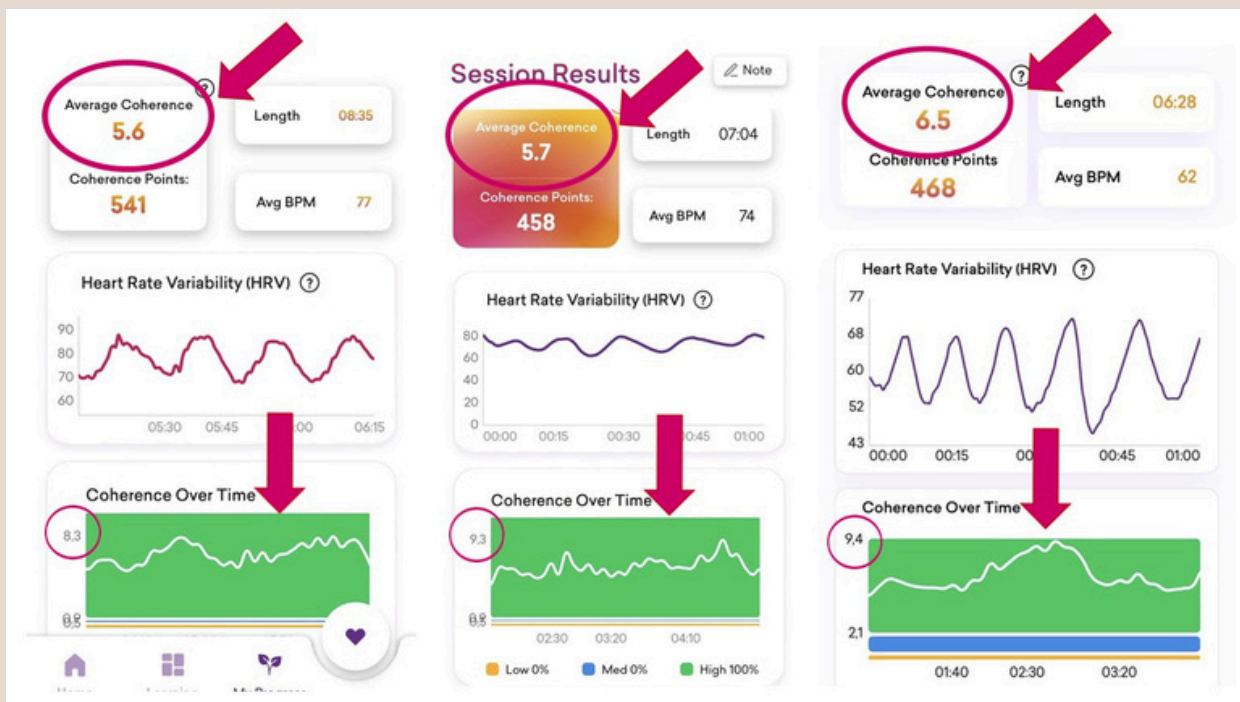 Average Coherence
5.6
Coherence Points:
541
?
Length 08:35
Avg BPM 77
Heart Rate Variability (HRV) ?
90
80
70
60
05:30 05:45 :00 06:15
Coherence Over Time
8,3
Session Results
Note
Average Coherence
5.7
Coherence Points:
458
Length 07:04
Avg BPM 74
Heart Rate Variability (HRV) ?
80
60
40
20
0
00:00 00:15 00:30 0:45 01:00
Coherence Over Time
9,3
02:30 03:20 04:10
Low 0% Med 0% High 100%
Average Coherence
6.5
Coherence Points
468
?
Length 06:28
Avg BPM 62
Heart Rate Variability (HRV) ?
77
68
60
52
43
00:00 00:15 00 00:45 01:00
Coherence Over Time
9,4
2,1
01:40 02:30 03:20